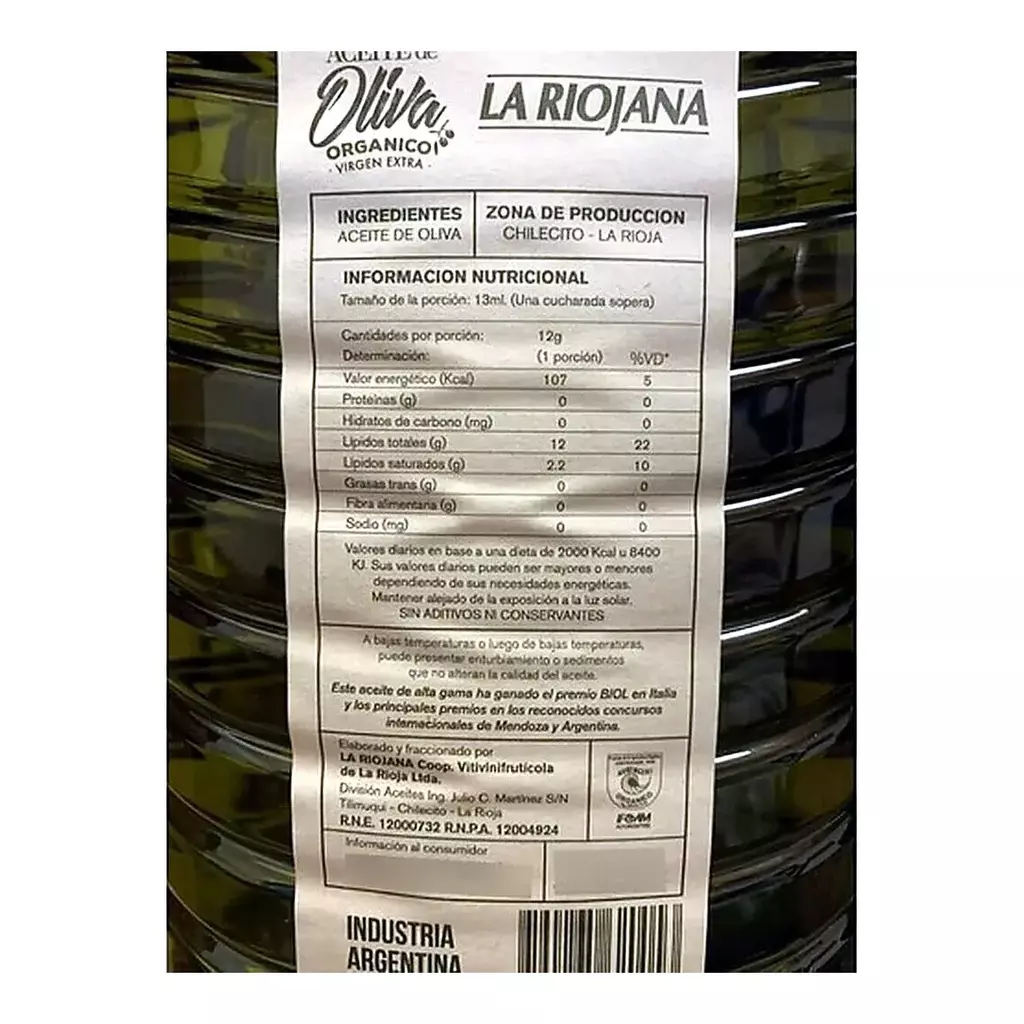 ACEITE de
Oliva
ORGANICO
· VIRGEN EXTRA ·
LA RIOJANA
INGREDIENTES
ACEITE DE OLIVA
ZONA DE PRODUCCION
CHILECITO - LA RIOJA
INFORMACION NUTRICIONAL
Tamaño de la porción: 13ml. (Una cucharada sopera)
Cantidades por porción: 12g
Determinación: (1 porción) %VD*
Valor energético (Kcal) 107 5
Proteinas (g) 0 0
Hidratos de carbono (mg) 0 0
Lipidos totales (g) 12 22
Lipidos saturados (g) 2.2 10
Grasas trans (g) 0 0
Fibra alimentaria (g) 0 0
Sodio (mg) 0 0
Valores diarios en base a una dieta de 2000 Kcal u 8400
KJ. Sus valores diarios pueden ser mayores o menores
dependiendo de sus necesidades energéticas.
Mantener alejado de la exposición a la luz solar.
SIN ADITIVOS NI CONSERVANTES
A bajas temperaturas o luego de bajas temperaturas,
puede presentar enturbiamiento o sedimentos
que no alteran la calidad del aceite.
Este aceite de alta gama ha ganado el premio BIOL en Italia
y los principales premios en los reconocidos concursos
internacionales de Mendoza y Argentina.
Elaborado y fraccionado por
LA RIOJANA Coop. Vitivinifrutícola
de La Rioja Ltda.
División Aceites Ing. Julio C. Martinez S/N
Tilimuqui - Chilecito - La Rioja
R.N.E. 12000732 R.N.P.A. 12004924
ORGANICO
IFOAM
Información al consumidor
INDUSTRIA
ARGENTINA